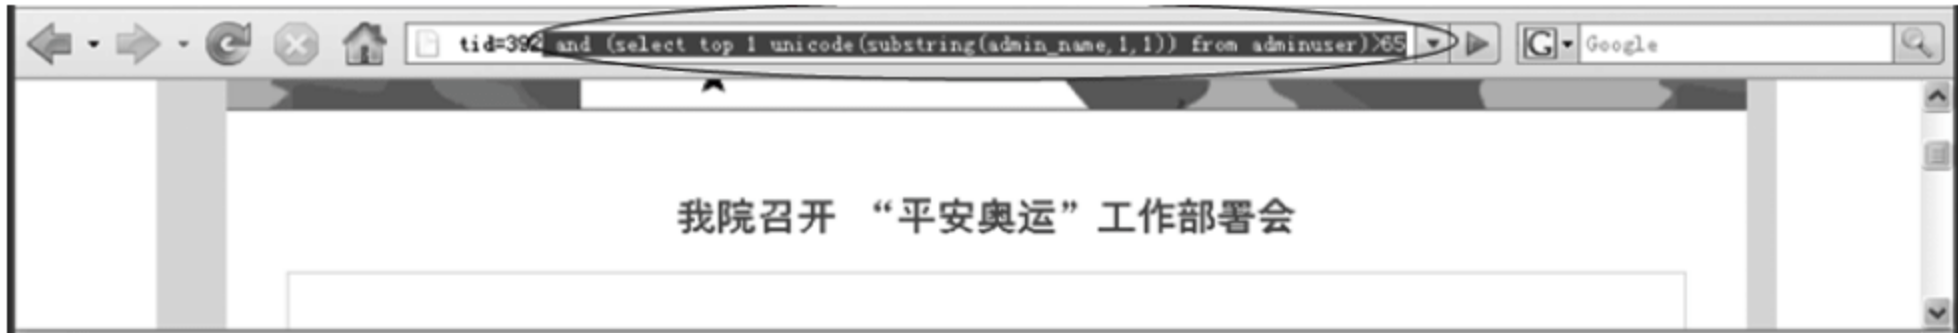 tid=392 and (select top 1 unicode(substring(admin_name,1,1)) from adminuser)>65
Google
我院召开 “平安奥运”工作部署会